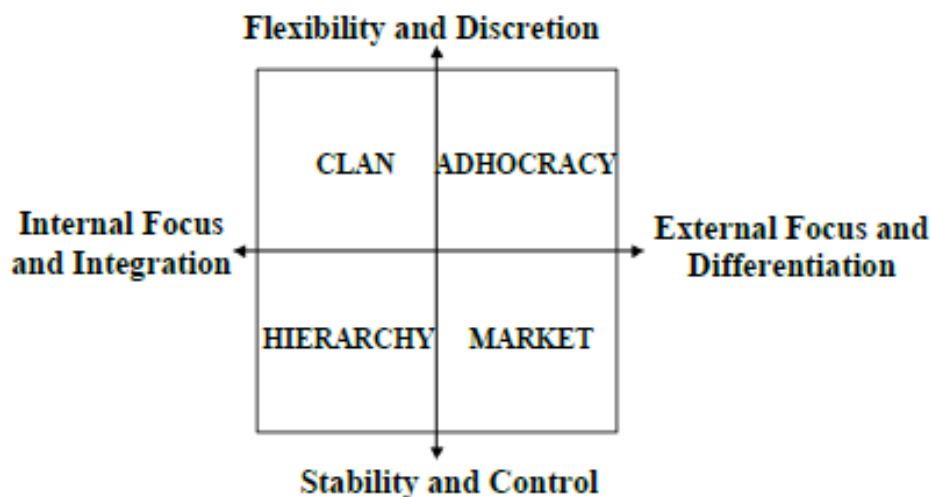 Flexibility and Discretion
CLAN
ADHOCRACY
Internal Focus
and Integration
External Focus and
Differentiation
HIERARCHY
MARKET
Stability and Control